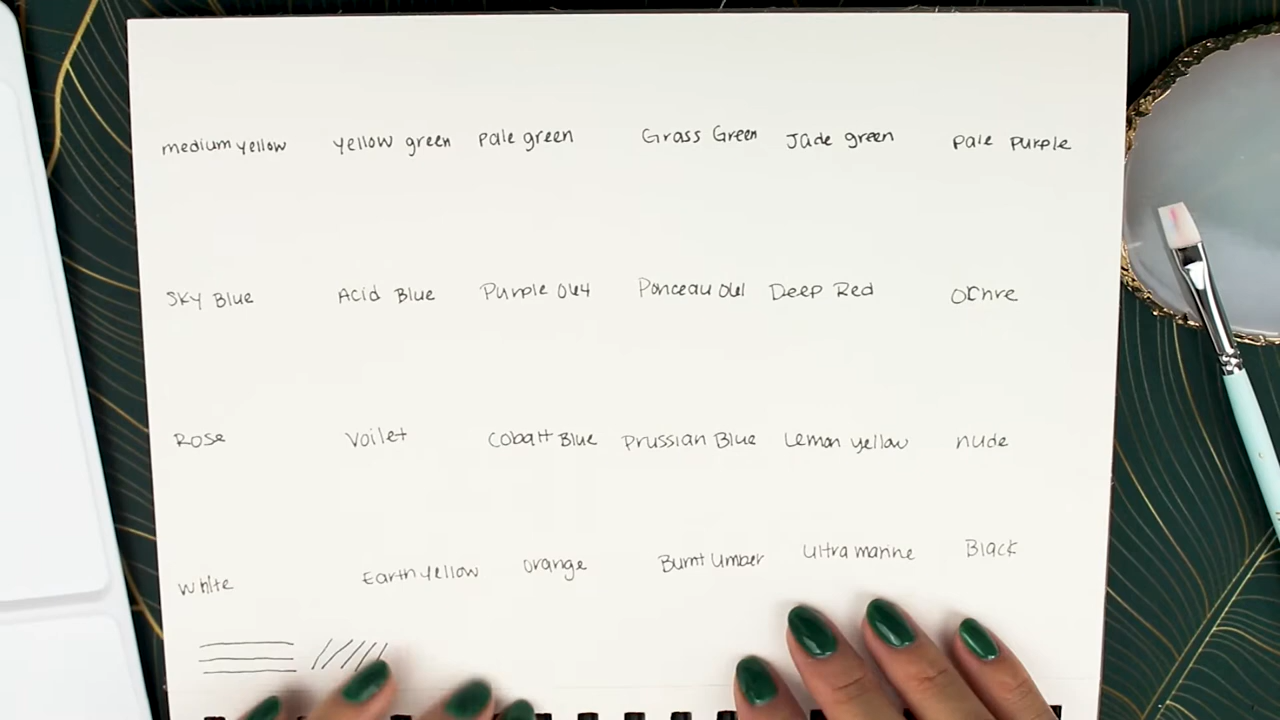 medium yellow yellow green pale green Grass Green Jade green pale purple
SKY Blue Acid Blue Purple 044 Ponceau 041 Deep Red Ochre
Rose Voilet Cobalt Blue Prussian Blue Lemon yellow nude
White Earth yellow orange Burnt Umber Ultra marine Black